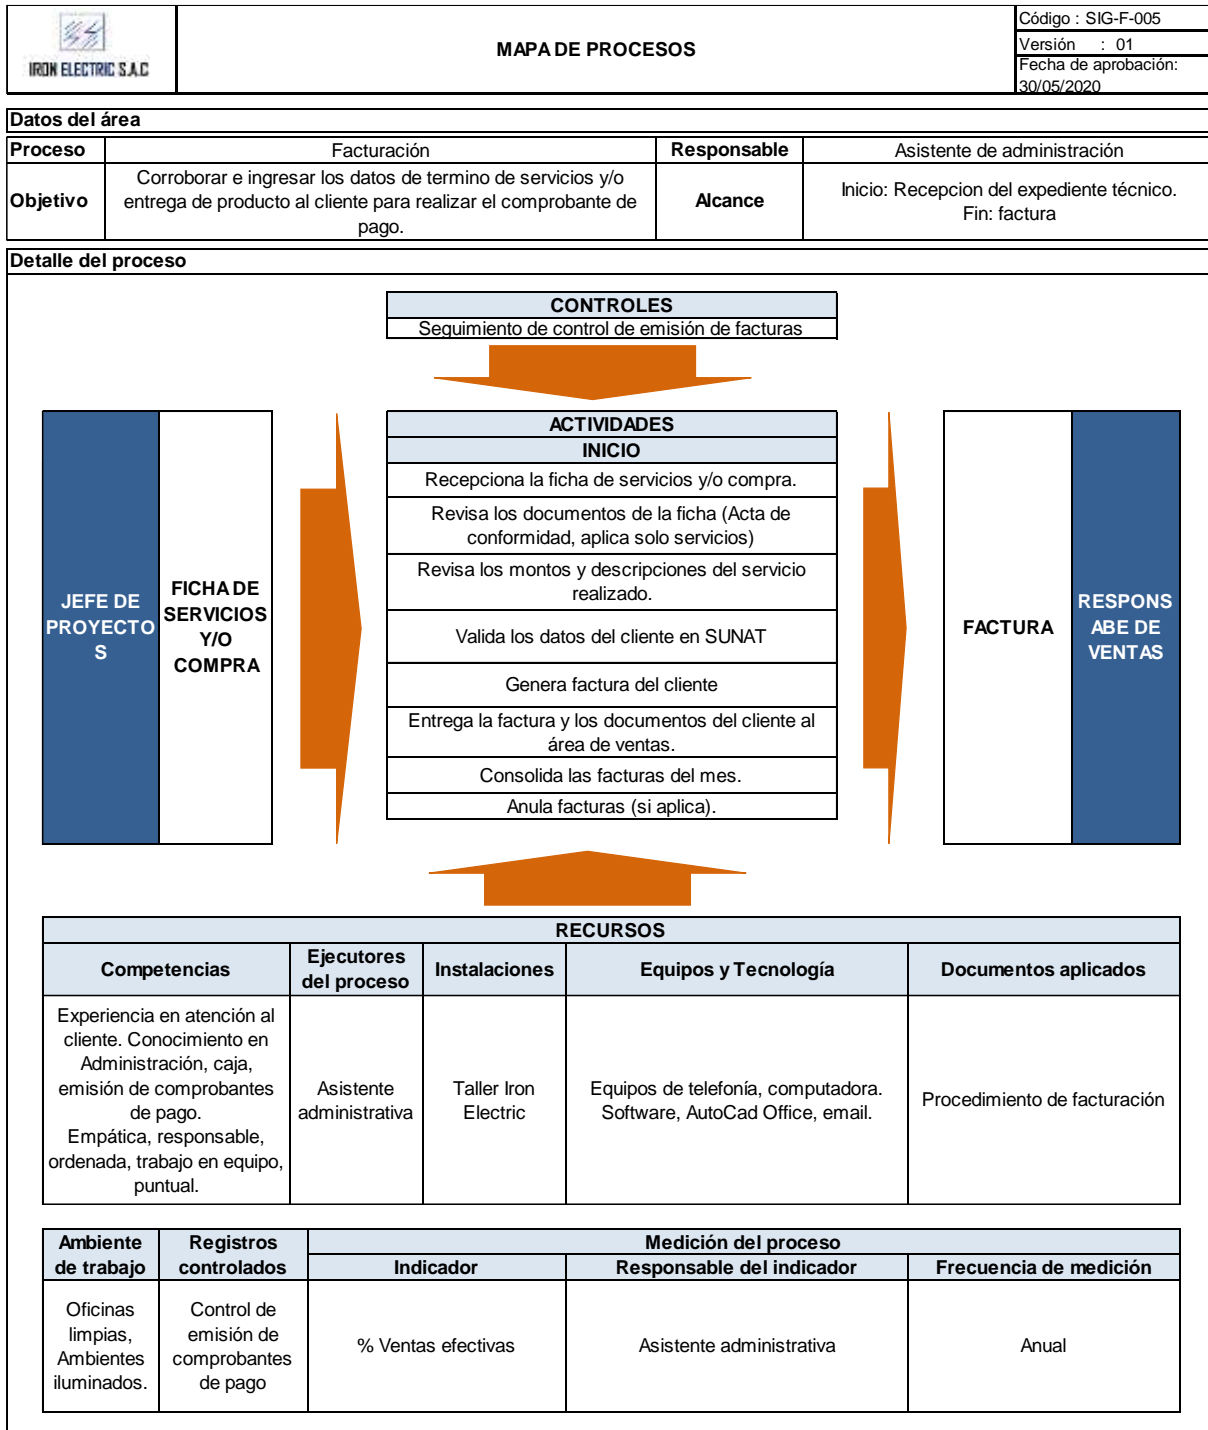 IRON ELECTRIC S.A.C
MAPA DE PROCESOS
Código : SIG-F-005
Versión : 01
Fecha de aprobación:
30/05/2020
Datos del área
Proceso
Facturación
Responsable
Asistente de administración
Objetivo
Corroborar e ingresar los datos de termino de servicios y/o
entrega de producto al cliente para realizar el comprobante de
pago.
Alcance
Inicio: Recepcion del expediente técnico.
Fin: factura
Detalle del proceso
CONTROLES
Seguimiento de control de emisión de facturas
JEFE DE
PROYECTO
S
FICHA DE
SERVICIOS
Y/O
COMPRA
ACTIVIDADES
INICIO
Recepciona la ficha de servicios y/o compra.
Revisa los documentos de la ficha (Acta de
conformidad, aplica solo servicios)
Revisa los montos y descripciones del servicio
realizado.
Valida los datos del cliente en SUNAT
Genera factura del cliente
Entrega la factura y los documentos del cliente al
área de ventas.
Consolida las facturas del mes.
Anula facturas (si aplica).
FACTURA
RESPONS
ABE DE
VENTAS
RECURSOS
Competencias
Ejecutores
del proceso
Instalaciones
Equipos y Tecnología
Documentos aplicados
Experiencia en atención al
cliente. Conocimiento en
Administración, caja,
emisión de comprobantes
de pago.
Empática, responsable,
ordenada, trabajo en equipo,
puntual.
Asistente
administrativa
Taller Iron
Electric
Equipos de telefonía, computadora.
Software, AutoCad Office, email.
Procedimiento de facturación
Ambiente
de trabajo
Registros
controlados
Medición del proceso
Indicador
Responsable del indicador
Frecuencia de medición
Oficinas
limpias,
Ambientes
iluminados.
Control de
emisión de
comprobantes
de pago
% Ventas efectivas
Asistente administrativa
Anual